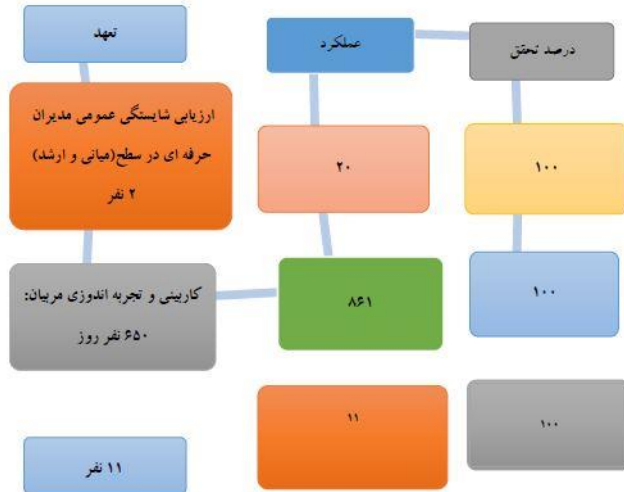 تعهد
عملکرد
درصد تحقق
ارزیابی شایستگی عمومی مدیران
حرفه ای در سطح(میانی و ارشد)
۲ نفر
۲۰
۱۰۰
کاربینی و تجربه اندوزی مربیان:
۶۵۰ نفر روز
۸۶۱
۱۰۰
۱۱ نفر
۱۱
۱۰۰